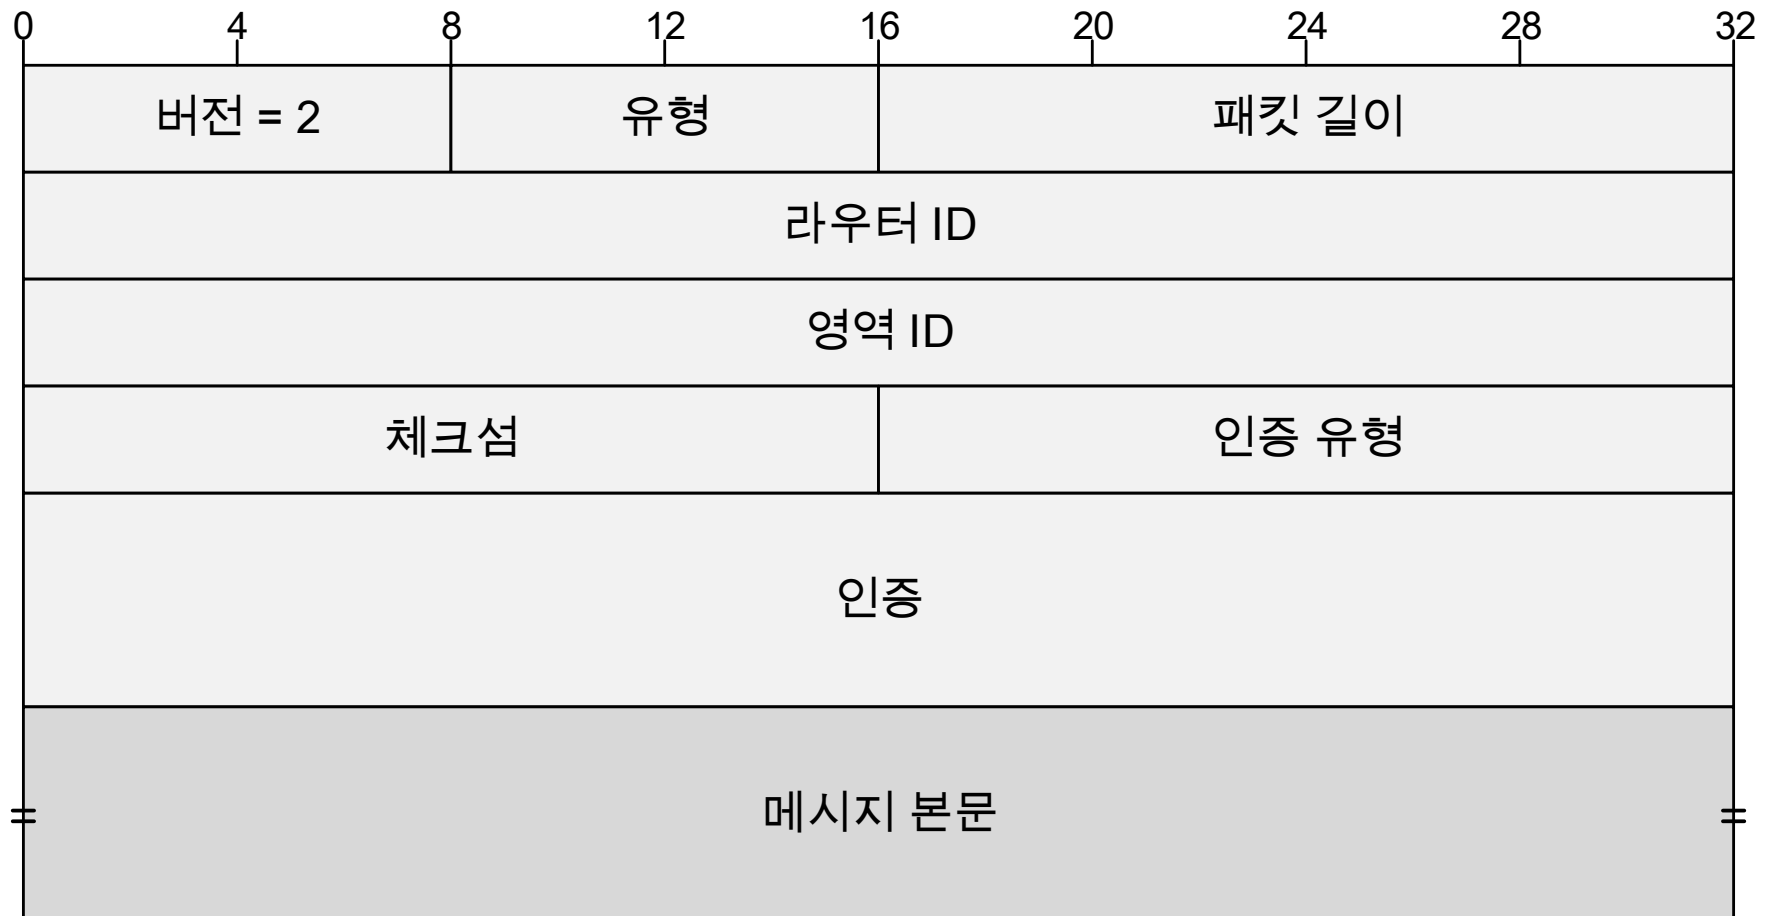 0 4 8 12 16 20 24 28 32
버전 = 2 유형 패킷 길이
라우터 ID
영역 ID
체크섬 인증 유형
인증
메시지 본문